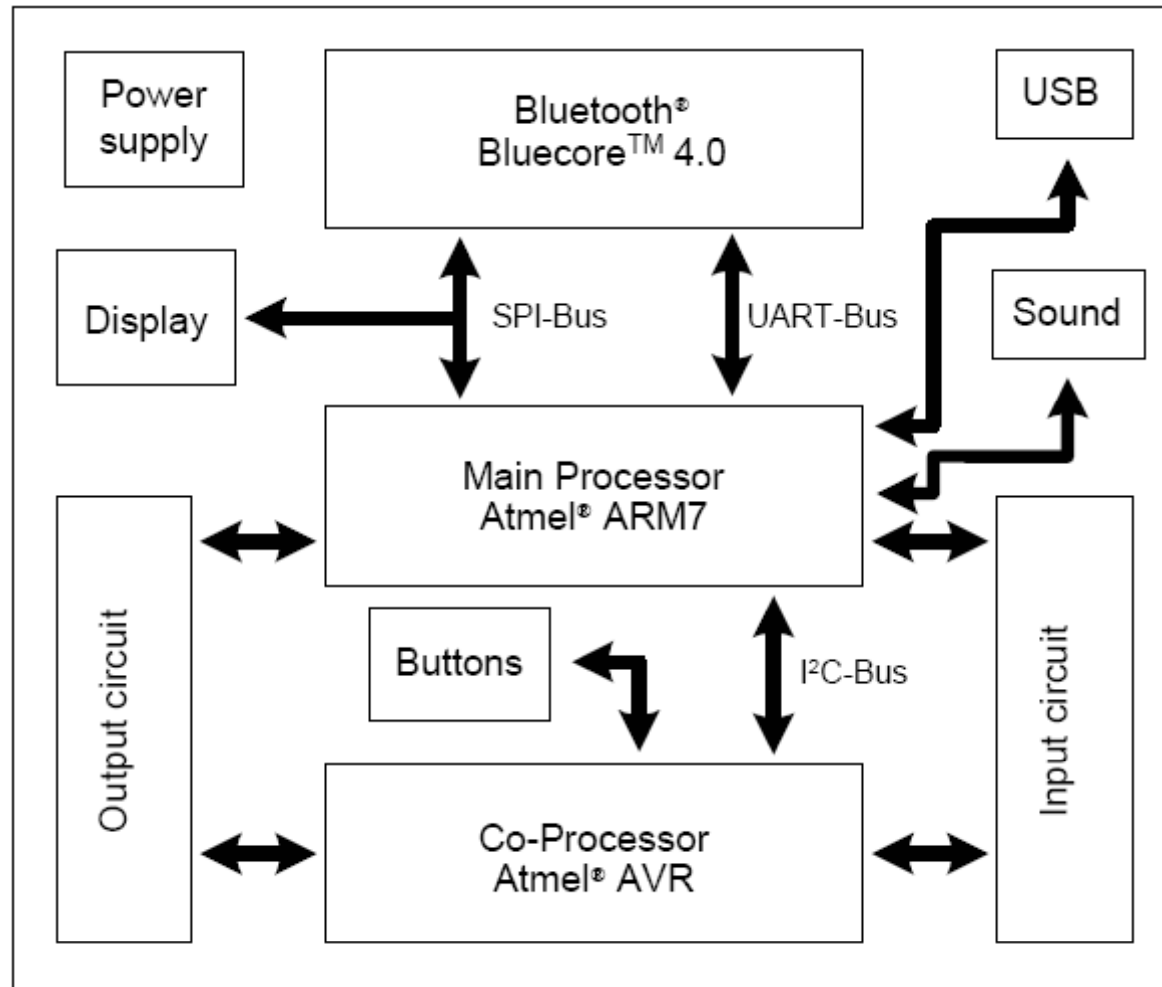 Power
supply
Bluetooth®
Bluecore™ 4.0
USB
Display
SPI-Bus
UART-Bus
Sound
Main Processor
Atmel® ARM7
Output circuit
Buttons
I²C-Bus
Input circuit
Co-Processor
Atmel® AVR